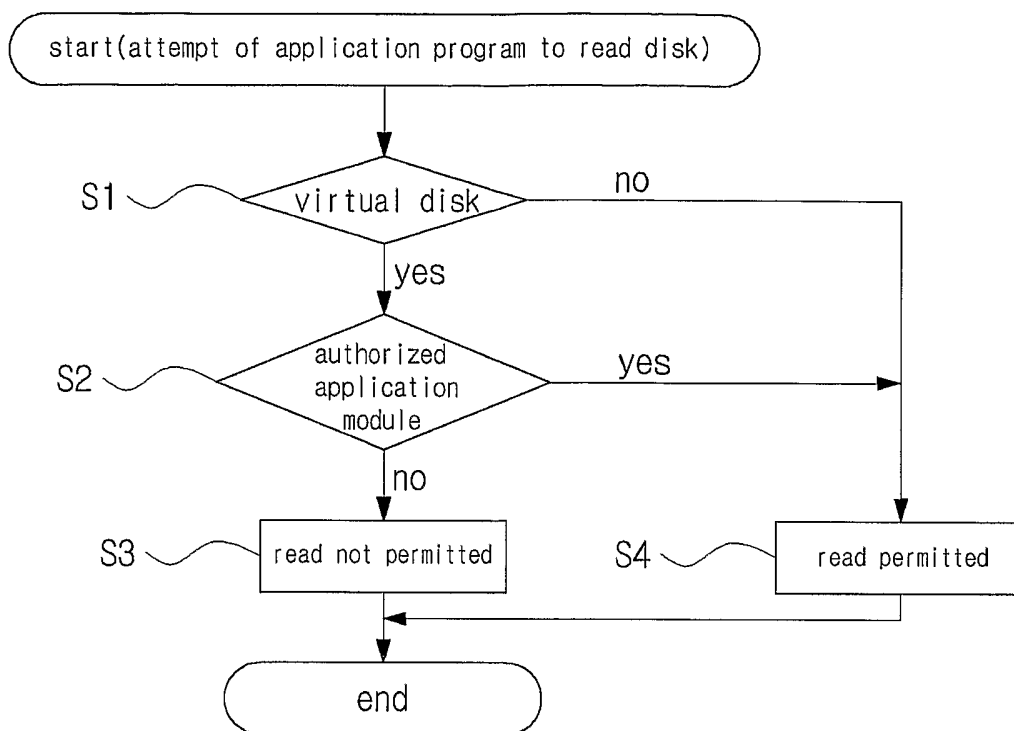 start(attempt of application program to read disk)
S1
virtual disk
no
yes
S2
authorized
application
module
yes
no
S3
read not permitted
S4
read permitted
end